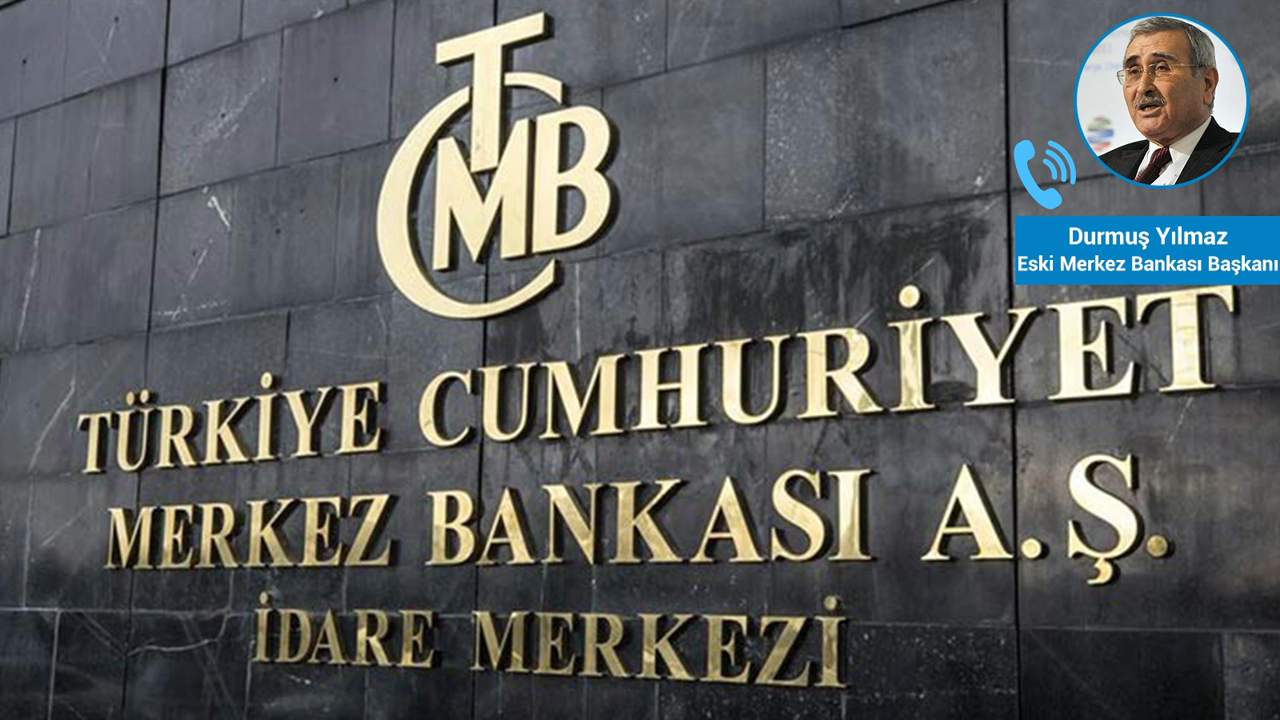 TCMB
Durmuş Yılmaz
Eski Merkez Bankası Başkanı
TÜRKİYE CUMHURİYET
MERKEZ BANKASI A.Ş.
İDARE MERKEZİ